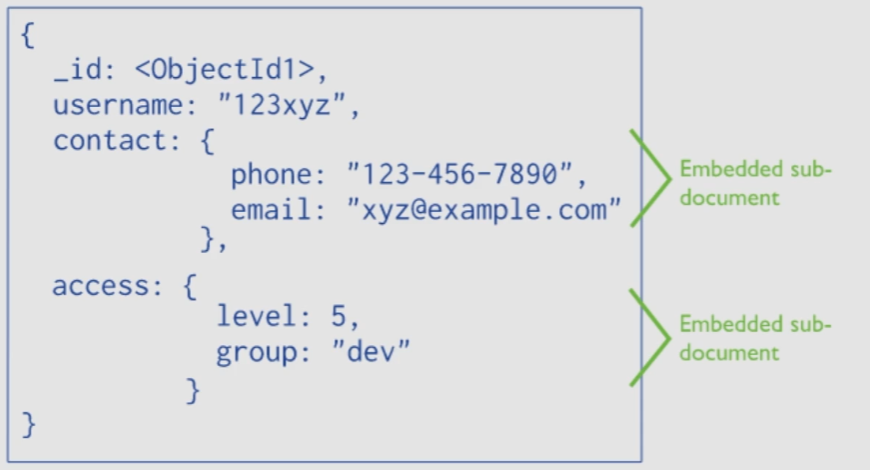 {
_id: <ObjectId1>,
username: "123xyz",
contact: {
phone: "123-456-7890",
email: "xyz@example.com"
},
access: {
level: 5,
group: "dev"
}
}
Embedded sub-
document
Embedded sub-
document